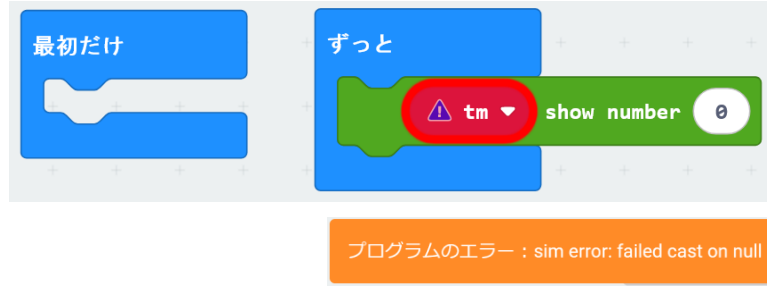 最初だけ
ずっと
tm show number 0
プログラムのエラー：sim error: failed cast on null